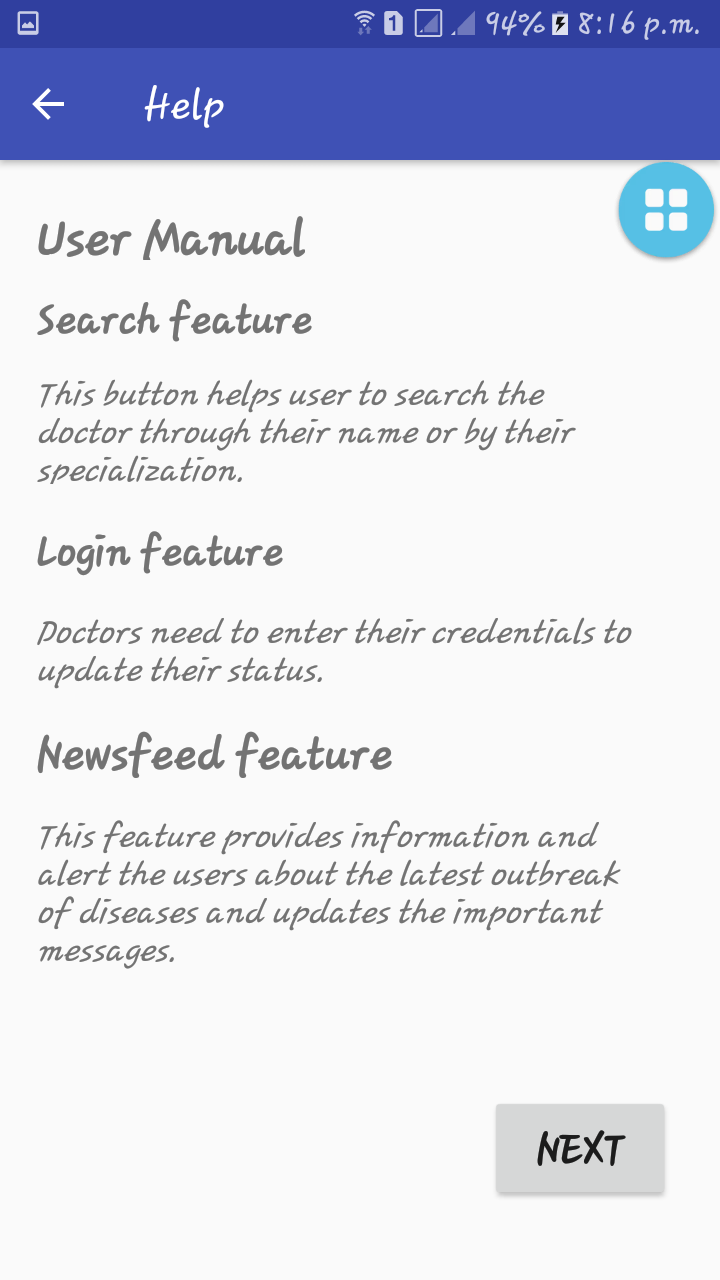 1 94% 8:16 p.m.
Help
User Manual
Search feature
This button helps user to search the
doctor through their name or by their
specialization.
Login feature
Doctors need to enter their credentials to
update their status.
Newsfeed feature
This feature provides information and
alert the users about the latest outbreak
of diseases and updates the important
messages.
NEXT